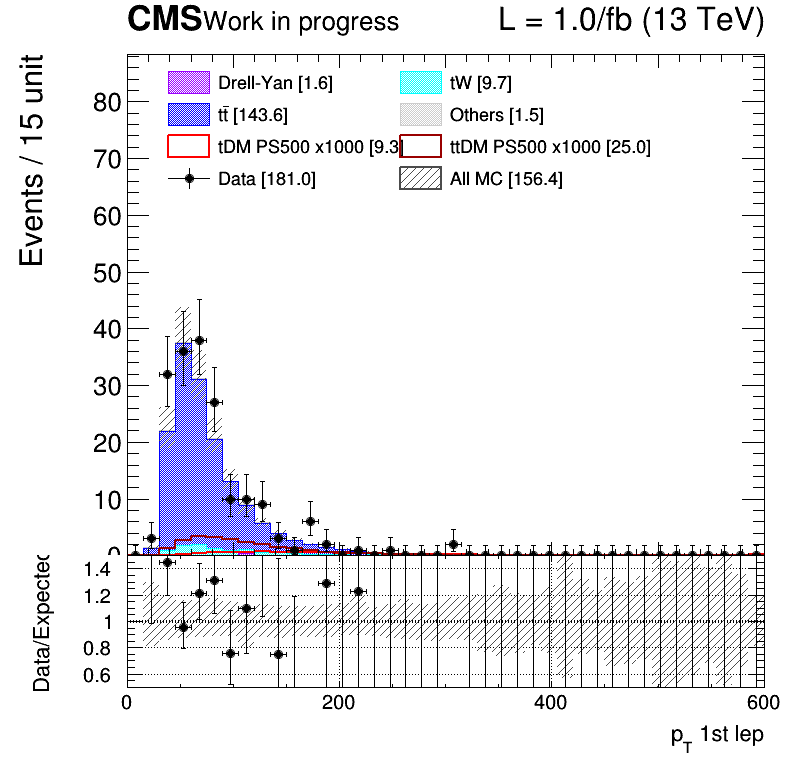 CMS Work in progress L = 1.0/fb (13 TeV)
Drell-Yan [1.6] tW [9.7]
tt̄ [143.6] Others [1.5]
tDM PS500 x1000 [9.3 ttDM PS500 x1000 [25.0]
Data [181.0] All MC [156.4]
Events / 15 unit
80
70
60
50
40
30
20
10
0
Data/Expected
1.4
1.2
1
0.8
0.6
0 200 400 600
p_T 1st lep